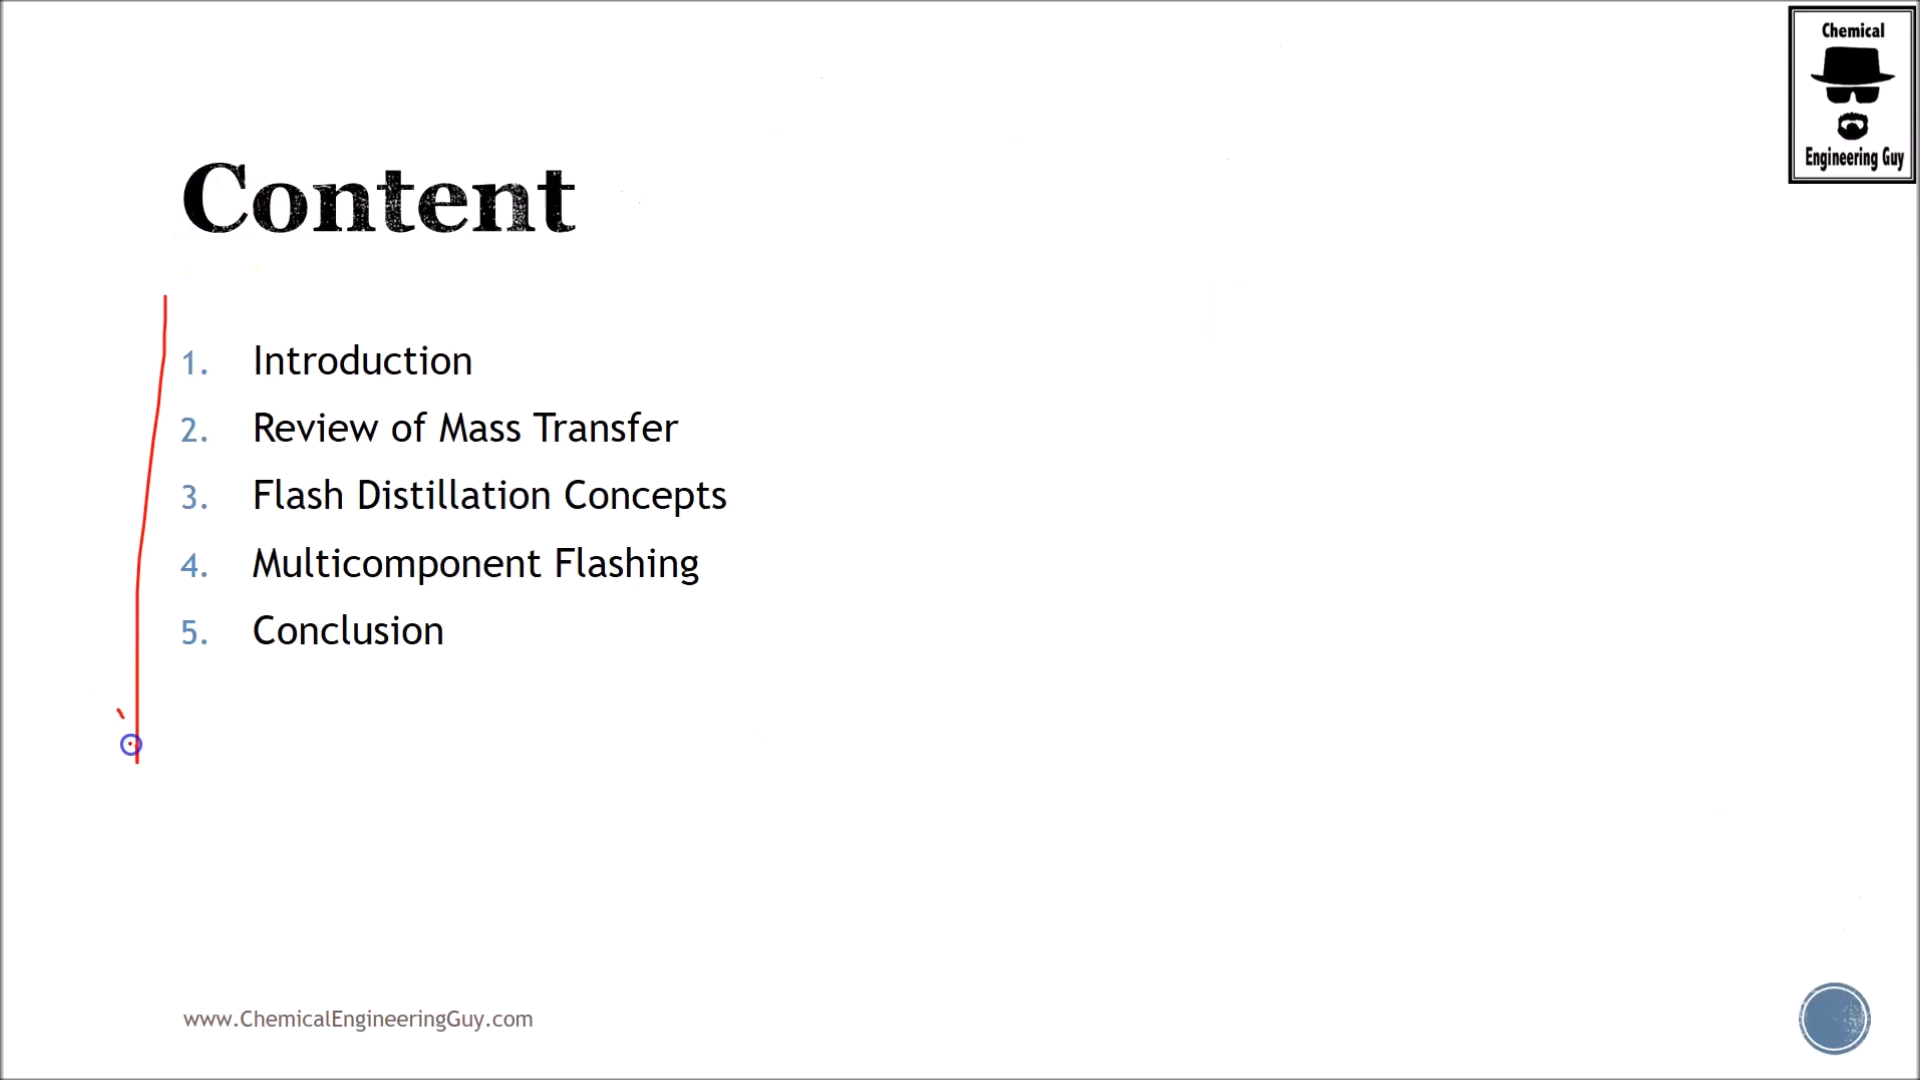 Chemical
Engineering Guy
Content
1. Introduction
2. Review of Mass Transfer
3. Flash Distillation Concepts
4. Multicomponent Flashing
5. Conclusion
www.ChemicalEngineeringGuy.com